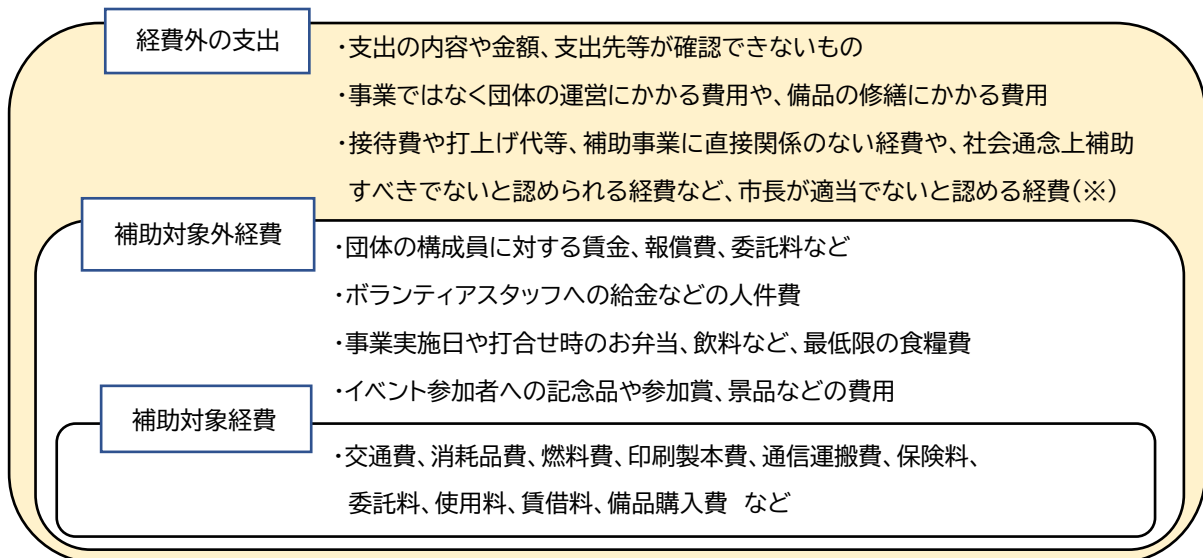 経費外の支出
・支出の内容や金額、支出先等が確認できないもの
・事業ではなく団体の運営にかかる費用や、備品の修繕にかかる費用
・接待費や打上げ代等、補助事業に直接関係のない経費や、社会通念上補助
すべきでないと認められる経費など、市長が適当でないと認める経費(※)
補助対象外経費
・団体の構成員に対する賃金、報償費、委託料など
・ボランティアスタッフへの給金などの人件費
・事業実施日や打合せ時のお弁当、飲料など、最低限の食糧費
・イベント参加者への記念品や参加賞、景品などの費用
補助対象経費
・交通費、消耗品費、燃料費、印刷製本費、通信運搬費、保険料、
委託料、使用料、賃借料、備品購入費 など